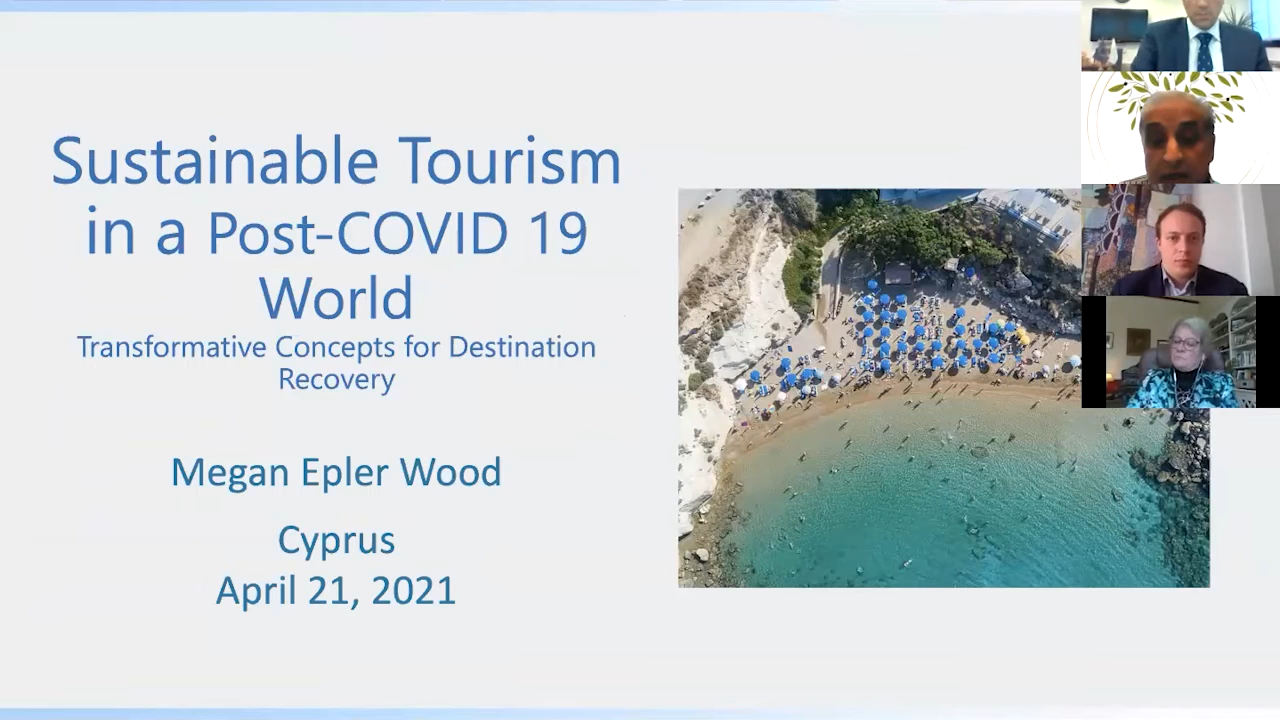 Sustainable Tourism
in a Post-COVID 19
World
Transformative Concepts for Destination
Recovery
Megan Epler Wood
Cyprus
April 21, 2021